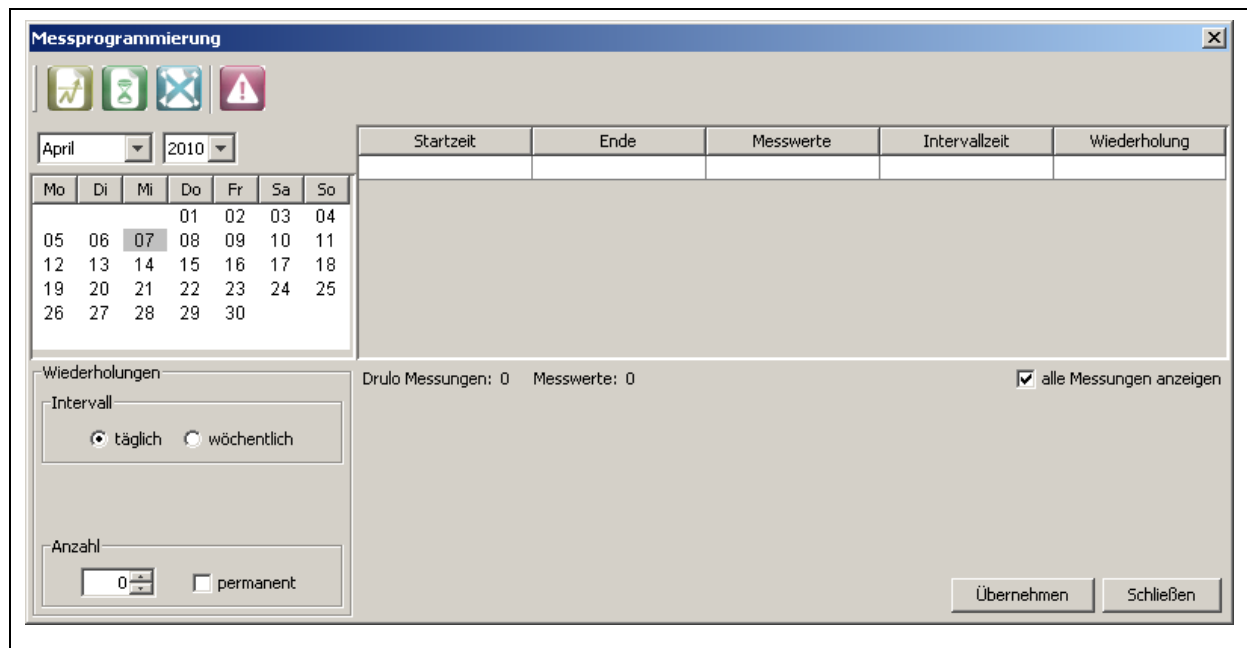 Messprogrammierung
April 2010
Mo Di Mi Do Fr Sa So
01 02 03 04
05 06 07 08 09 10 11
12 13 14 15 16 17 18
19 20 21 22 23 24 25
26 27 28 29 30
Startzeit Ende Messwerte Intervallzeit Wiederholung
Wiederholungen
Intervall
täglich wöchentlich
Anzahl
0 permanent
Drulo Messungen: 0 Messwerte: 0 alle Messungen anzeigen
Übernehmen Schließen